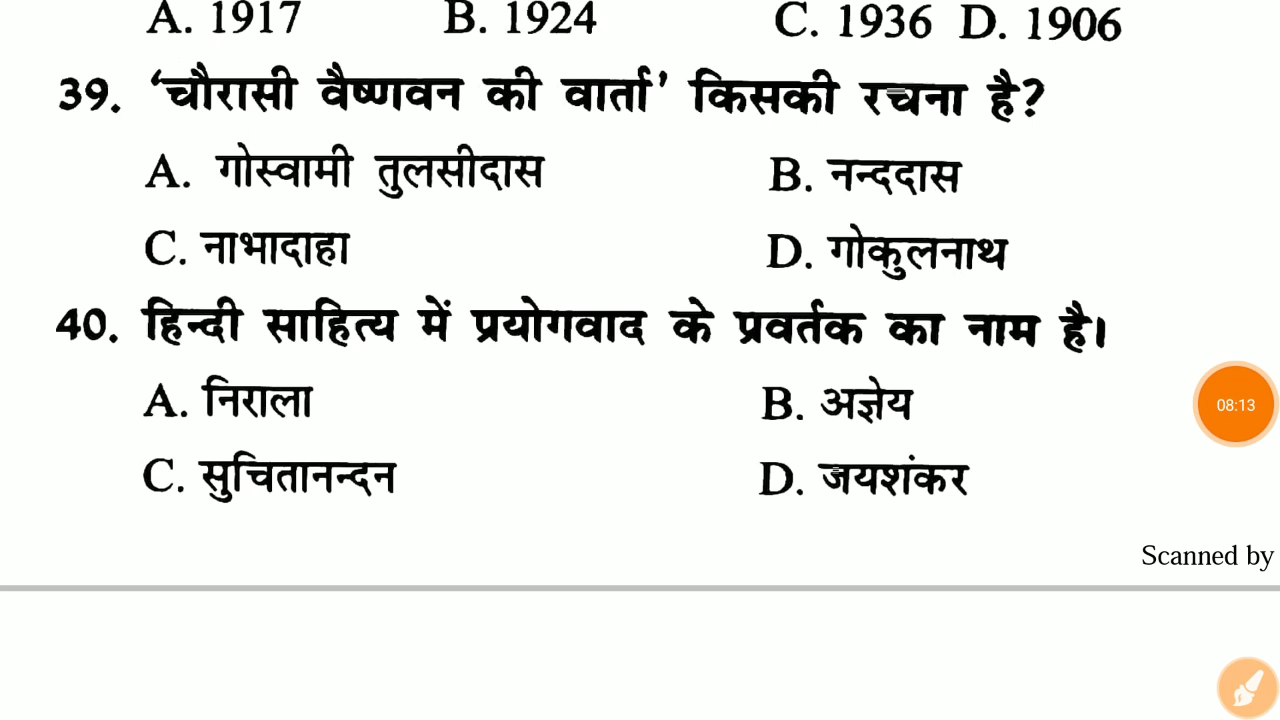 A. 1917 B. 1924 C. 1936 D. 1906
39. ‘चौरासी वैष्णवन की वार्ता’ किसकी रचना है?
A. गोस्वामी तुलसीदास B. नन्ददास
C. नाभादाहा D. गोकुलनाथ
40. हिन्दी साहित्य में प्रयोगवाद के प्रवर्तक का नाम है।
A. निराला B. अज्ञेय
08:13
C. सुचितानन्दन D. जयशंकर
Scanned by